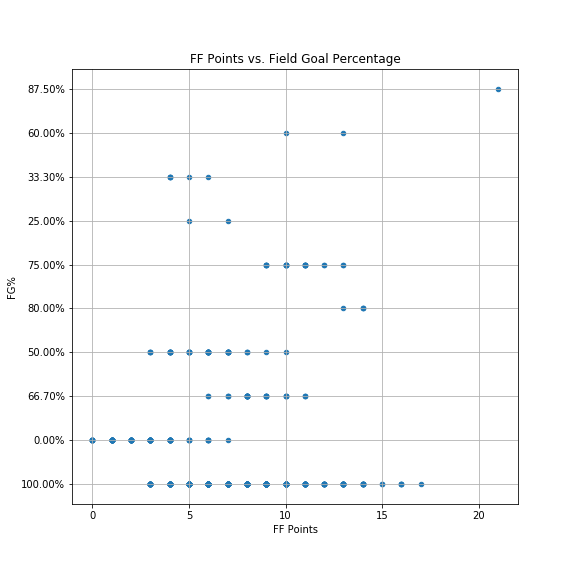 FF Points vs. Field Goal Percentage
87.50%
60.00%
33.30%
25.00%
75.00%
80.00%
50.00%
66.70%
0.00%
100.00%
FG%
0 5 10 15 20
FF Points